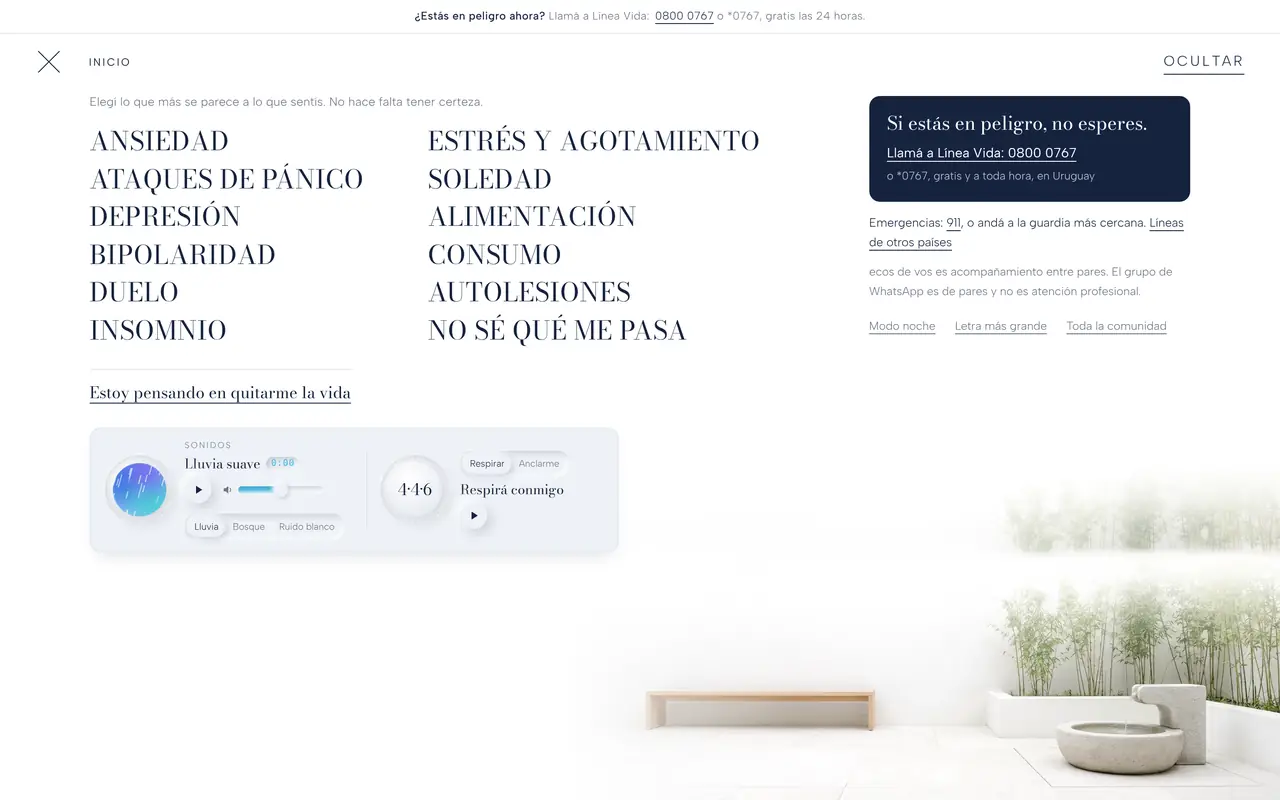 ¿Estás en peligro ahora? Llamá a Línea Vida: 0800 0767 o *0767, gratis las 24 horas.
INICIO
OCULTAR
Elegí lo que más se parece a lo que sentís. No hace falta tener certeza.
ANSIEDAD
ATAQUES DE PÁNICO
DEPRESIÓN
BIPOLARIDAD
DUELO
INSOMNIO
ESTRÉS Y AGOTAMIENTO
SOLEDAD
ALIMENTACIÓN
CONSUMO
AUTOLESIONES
NO SÉ QUÉ ME PASA
Estoy pensando en quitarme la vida
Si estás en peligro, no esperes.
Llamá a Línea Vida: 0800 0767
o *0767, gratis y a toda hora, en Uruguay
Emergencias: 911, o andá a la guardia más cercana. Líneas
de otros países
ecos de vos es acompañamiento entre pares. El grupo de
WhatsApp es de pares y no es atención profesional.
Modo noche
Letra más grande
Toda la comunidad
SONIDOS
Lluvia suave 0:00
Lluvia
Bosque
Ruido blanco
4·4·6
Respirar
Anclarme
Respirá conmigo